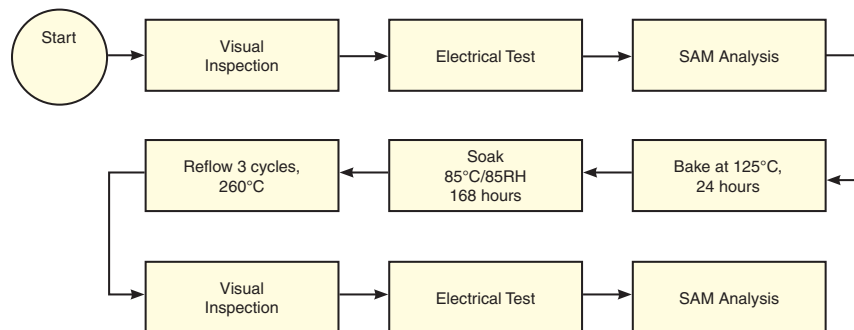 Start
Visual
Inspection
Electrical Test
SAM Analysis
Bake at 125°C,
24 hours
Soak
85°C/85RH
168 hours
Reflow 3 cycles,
260°C
Visual
Inspection
Electrical Test
SAM Analysis